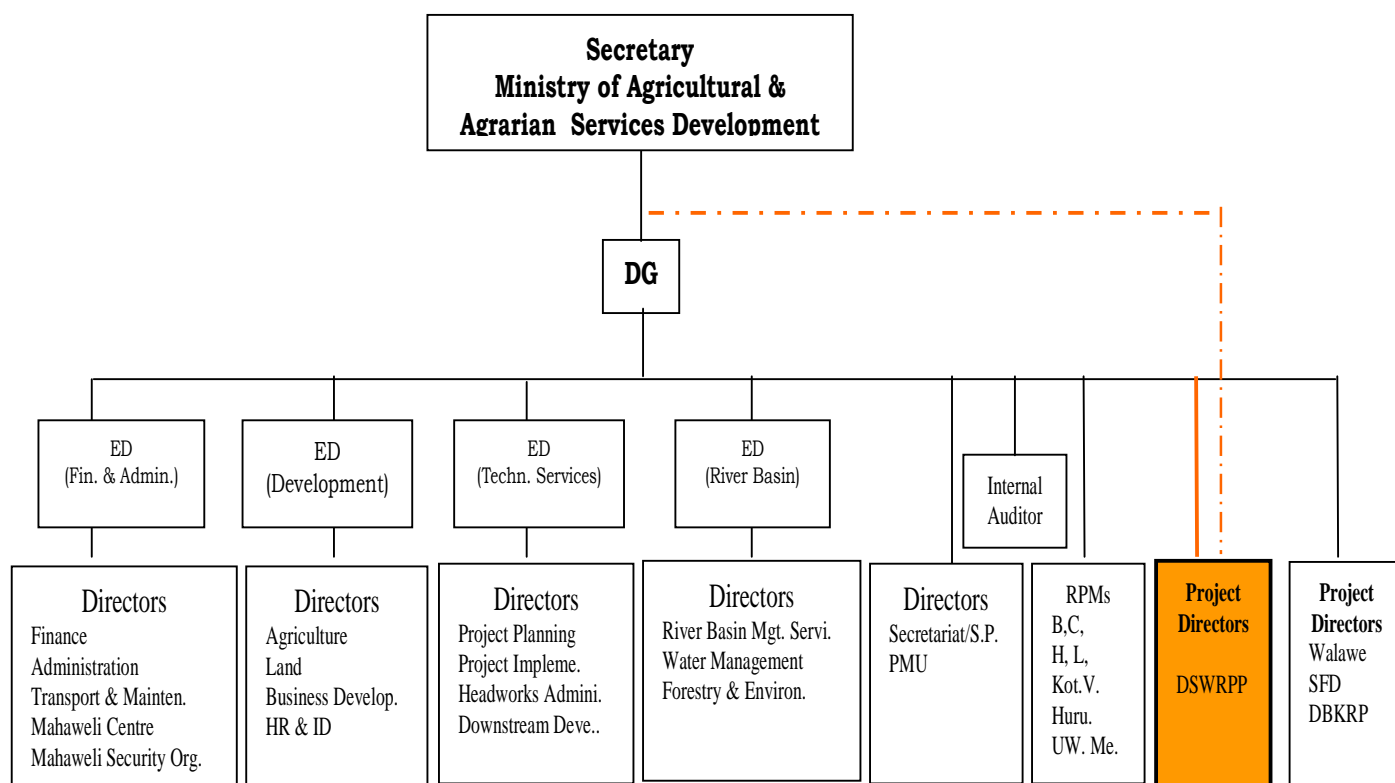 Secretary
Ministry of Agricultural &
Agrarian Services Development
DG
ED
(Fin. & Admin.)
ED
(Development)
ED
(Techn. Services)
ED
(River Basin)
Internal
Auditor
Directors
Finance
Administration
Transport & Mainten.
Mahaweli Centre
Mahaweli Security Org.
Directors
Agriculture
Land
Business Develop.
HR & ID
Directors
Project Planning
Project Impleme.
Headworks Admini.
Downstream Deve..
Directors
River Basin Mgt. Servi.
Water Management
Forestry & Environ.
Directors
Secretariat/S.P.
PMU
RPMs
B,C,
H, L,
Kot.V.
Huru.
UW. Me.
Project
Directors
DSWRPP
Project
Directors
Walawe
SFD
DBKRP